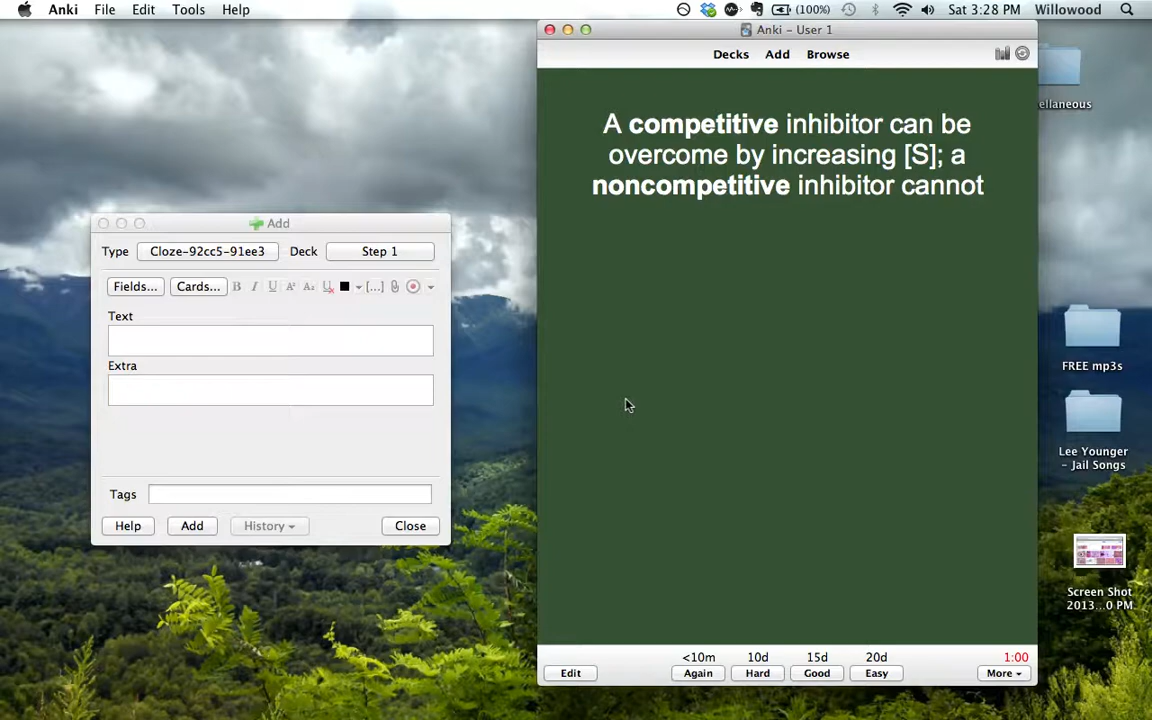 Anki File Edit Tools Help
(100%) Sat 3:28 PM Willowood
Anki - User 1
Decks Add Browse
A competitive inhibitor can be
overcome by increasing [S]; a
noncompetitive inhibitor cannot
<10m 10d 15d 20d 1:00
Edit Again Hard Good Easy More
Add
Type Cloze-92cc5-91ee3 Deck Step 1
Fields... Cards... B I U A² A₂ U [...]
Text
Extra
Tags
Help Add History Close
ellaneous
FREE mp3s
Lee Younger
- Jail Songs
Screen Shot
2013...0 PM